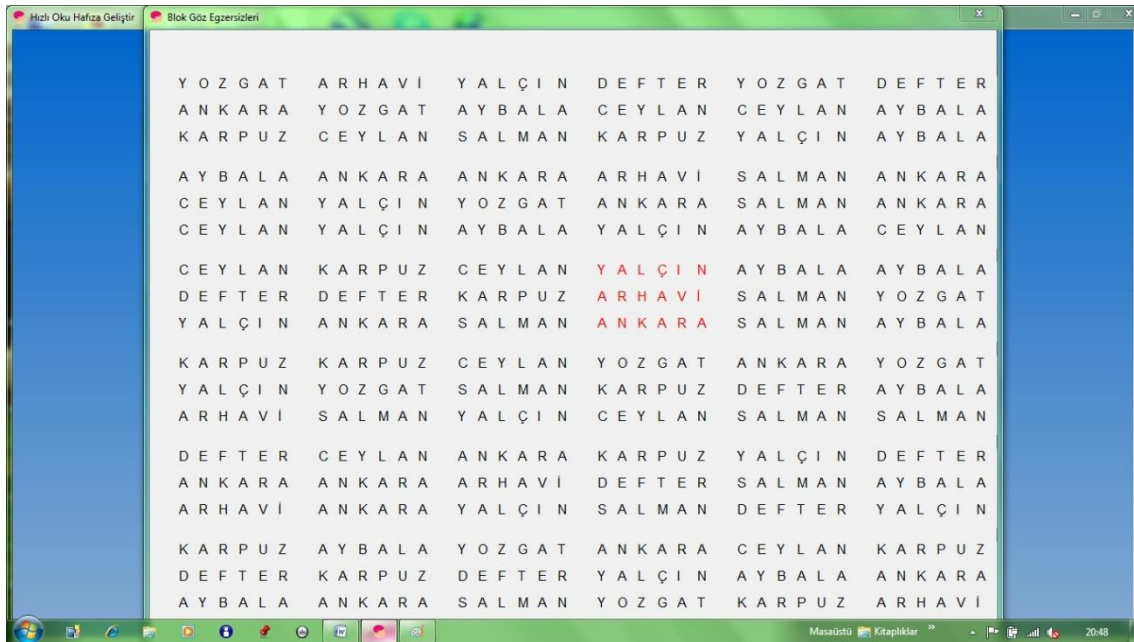 Hızlı Oku Hafıza Geliştir Blok Göz Egzersizleri
YOZGAT ARHAVİ YALÇIN DEFTER YOZGAT DEFTER
ANKARA YOZGAT AYBALA CEYLAN CEYLAN AYBALA
KARPUZ CEYLAN SALMAN KARPUZ YALÇIN AYBALA
AYBALA ANKARA ANKARA ARHAVİ SALMAN ANKARA
CEYLAN YALÇIN YOZGAT ANKARA SALMAN ANKARA
CEYLAN YALÇIN AYBALA YALÇIN AYBALA CEYLAN
CEYLAN KARPUZ CEYLAN YALÇIN AYBALA AYBALA
DEFTER DEFTER KARPUZ ARHAVİ SALMAN YOZGAT
YALÇIN ANKARA SALMAN ANKARA SALMAN AYBALA
KARPUZ KARPUZ CEYLAN YOZGAT ANKARA YOZGAT
YALÇIN YOZGAT SALMAN KARPUZ DEFTER AYBALA
ARHAVİ SALMAN YALÇIN CEYLAN SALMAN SALMAN
DEFTER CEYLAN ANKARA KARPUZ YALÇIN DEFTER
ANKARA ANKARA ARHAVİ DEFTER SALMAN AYBALA
ARHAVİ ANKARA YALÇIN SALMAN DEFTER YALÇIN
KARPUZ AYBALA YOZGAT ANKARA CEYLAN KARPUZ
DEFTER KARPUZ DEFTER YALÇIN AYBALA ANKARA
AYBALA ANKARA SALMAN YOZGAT KARPUZ ARHAVİ
Masaüstü Kitaplıklar 20:48